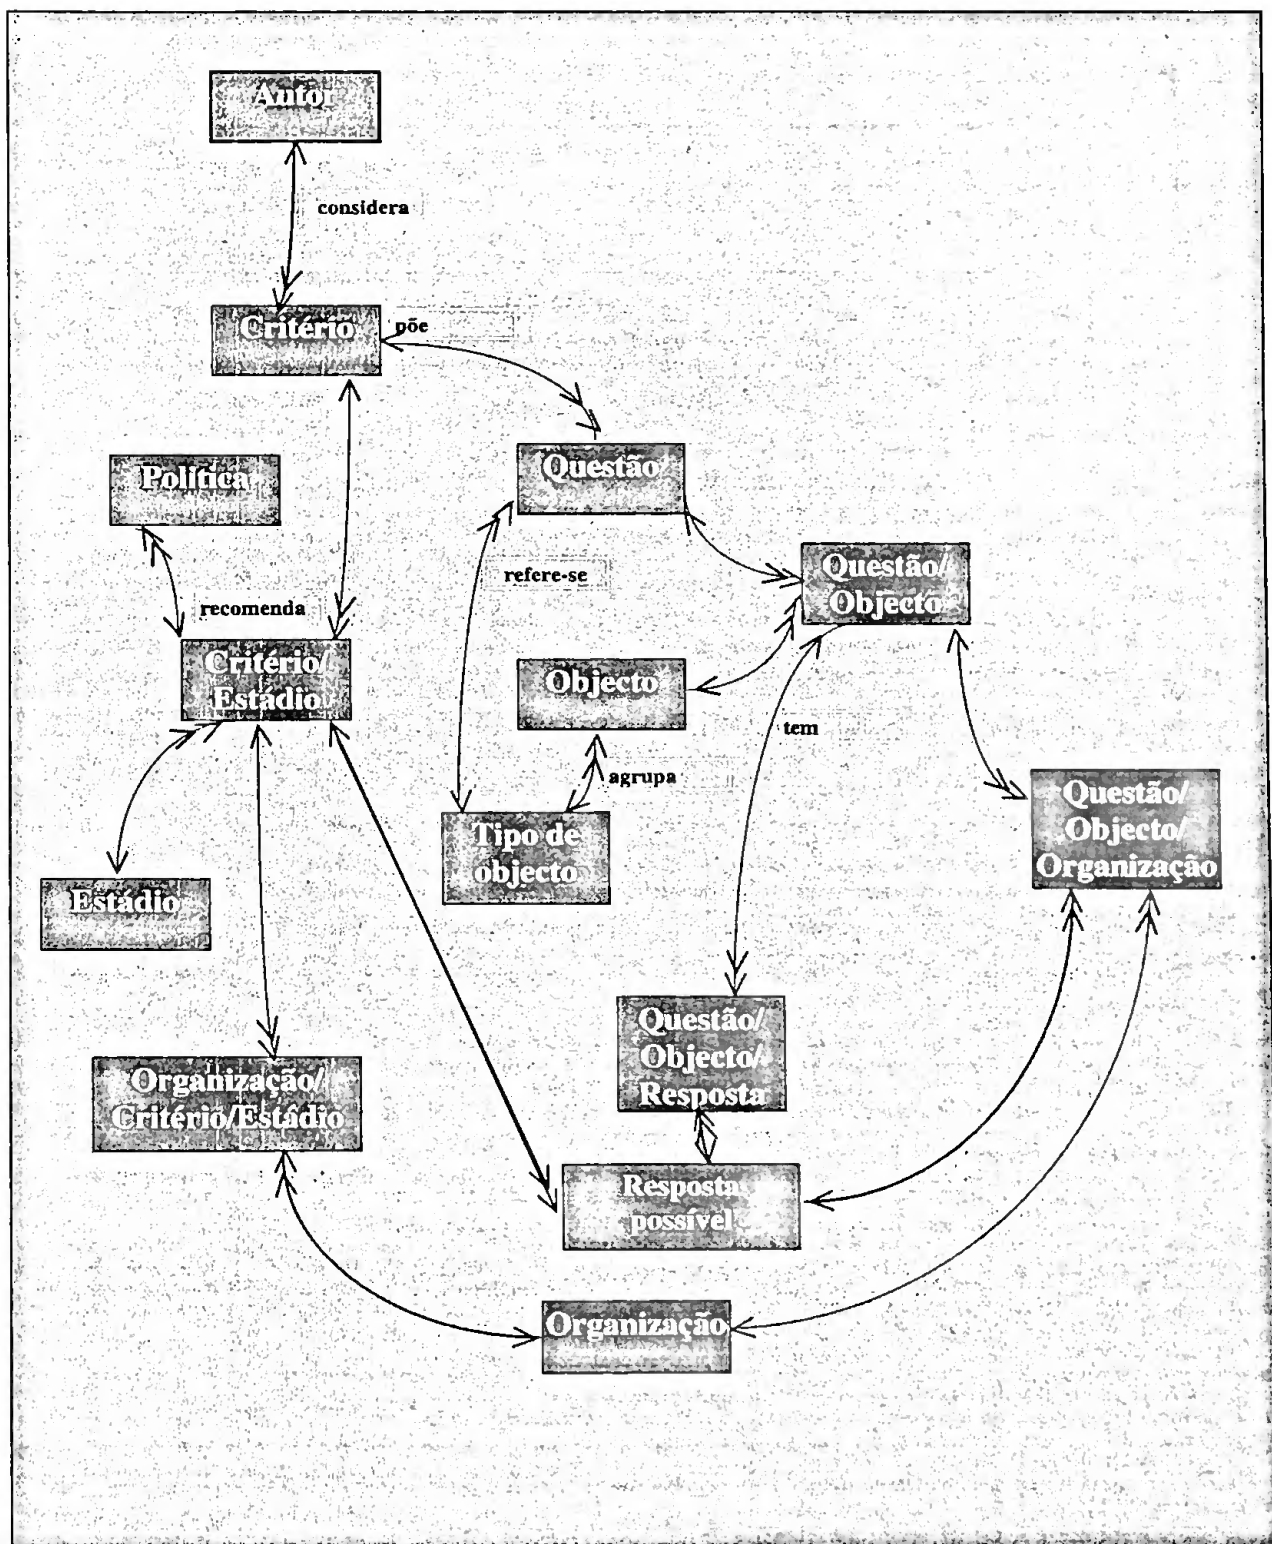 Autor
considera
Critério
põe
Questão
Política
Questão/
Objecto
refere-se
recomenda
Critério/
Estádio
Objecto
tem
agrupa
Questão/
Objecto/
Organização
Tipo de
objecto
Estádio
Questão/
Objecto/
Resposta
Organização/
Critério/Estádio
Resposta
possível
Organização